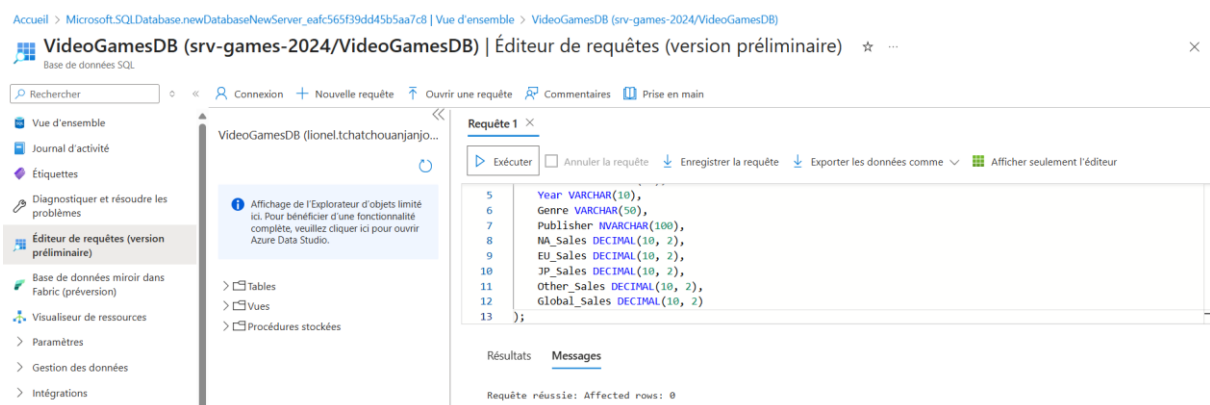 Accueil > Microsoft.SQLDatabase.newDatabaseNewServer_eafc565f39dd45b5aa7c8 | Vue d'ensemble > VideoGamesDB (srv-games-2024/VideoGamesDB)
VideoGamesDB (srv-games-2024/VideoGamesDB) | Éditeur de requêtes (version préliminaire)
Base de données SQL
Rechercher
Connexion
Nouvelle requête
Ouvrir une requête
Commentaires
Prise en main
Vue d'ensemble
Journal d'activité
Étiquettes
Diagnostiquer et résoudre les
problèmes
Éditeur de requêtes (version
préliminaire)
Base de données miroir dans
Fabric (préversion)
Visualiseur de ressources
Paramètres
Gestion des données
Intégrations
VideoGamesDB (lionel.tchatchouanjanjo...
Affichage de l'Explorateur d'objets limité
ici. Pour bénéficier d'une fonctionnalité
complète, veuillez cliquer ici pour ouvrir
Azure Data Studio.
Tables
Vues
Procédures stockées
Requête 1
Exécuter
Annuler la requête
Enregistrer la requête
Exporter les données comme
Afficher seulement l'éditeur
5 Year VARCHAR(10),
6 Genre VARCHAR(50),
7 Publisher NVARCHAR(100),
8 NA_Sales DECIMAL(10, 2),
9 EU_Sales DECIMAL(10, 2),
10 JP_Sales DECIMAL(10, 2),
11 Other_Sales DECIMAL(10, 2),
12 Global_Sales DECIMAL(10, 2)
13 );
Résultats
Messages
Requête réussie: Affected rows: 0